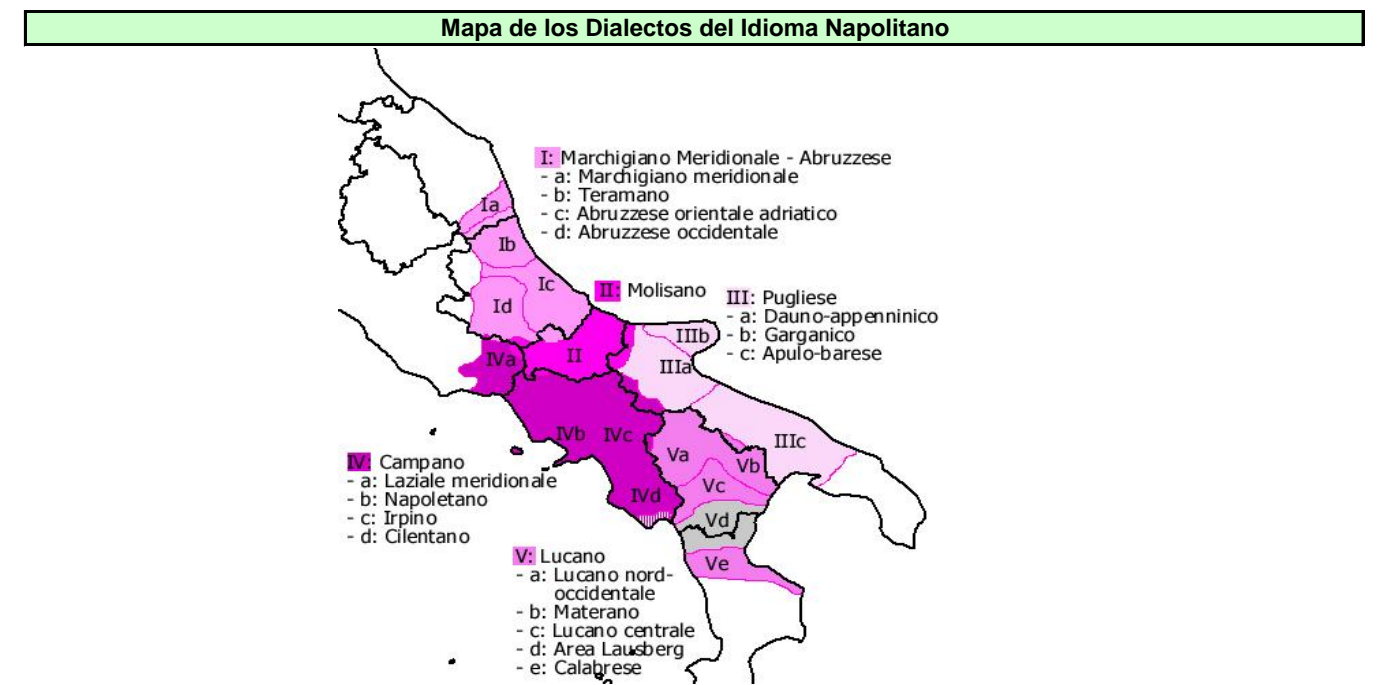 Mapa de los Dialectos del Idioma Napolitano
I: Marchigiano Meridionale - Abruzzese
- a: Marchigiano meridionale
- b: Teramano
- c: Abruzzese orientale adriatico
- d: Abruzzese occidentale
Ia
Ib
Ic
Id
II: Molisano
III: Pugliese
- a: Dauno-appenninico
- b: Garganico
- c: Apulo-barese
IIIb
II
IVa
IIIa
IVb
IVc
IIIc
Va
Vb
Vc
IVd
Vd
Ve
IV: Campano
- a: Laziale meridionale
- b: Napoletano
- c: Irpino
- d: Cilentano
V: Lucano
- a: Lucano nord-
occidentale
- b: Materano
- c: Lucano centrale
- d: Area Lausberg
- e: Calabrese